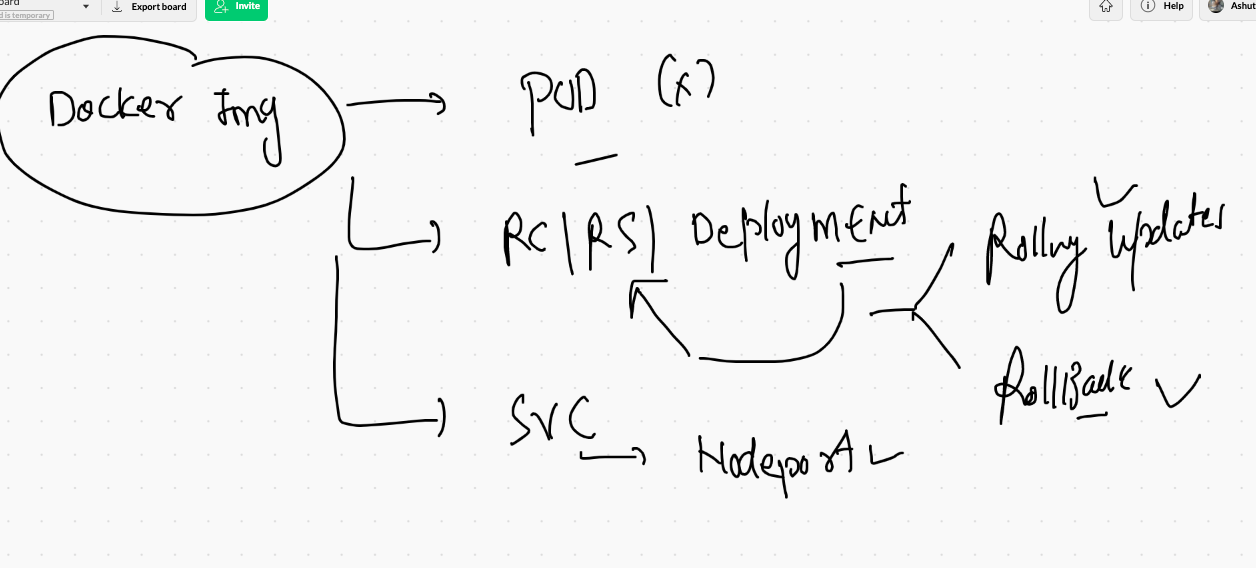 oard
d is temporary
Export board
Invite
Help
Ashut
Docker Img
POD (x)
RC|RS| Deployment
Rolling Updates
RollBack
SVC
Nodeport